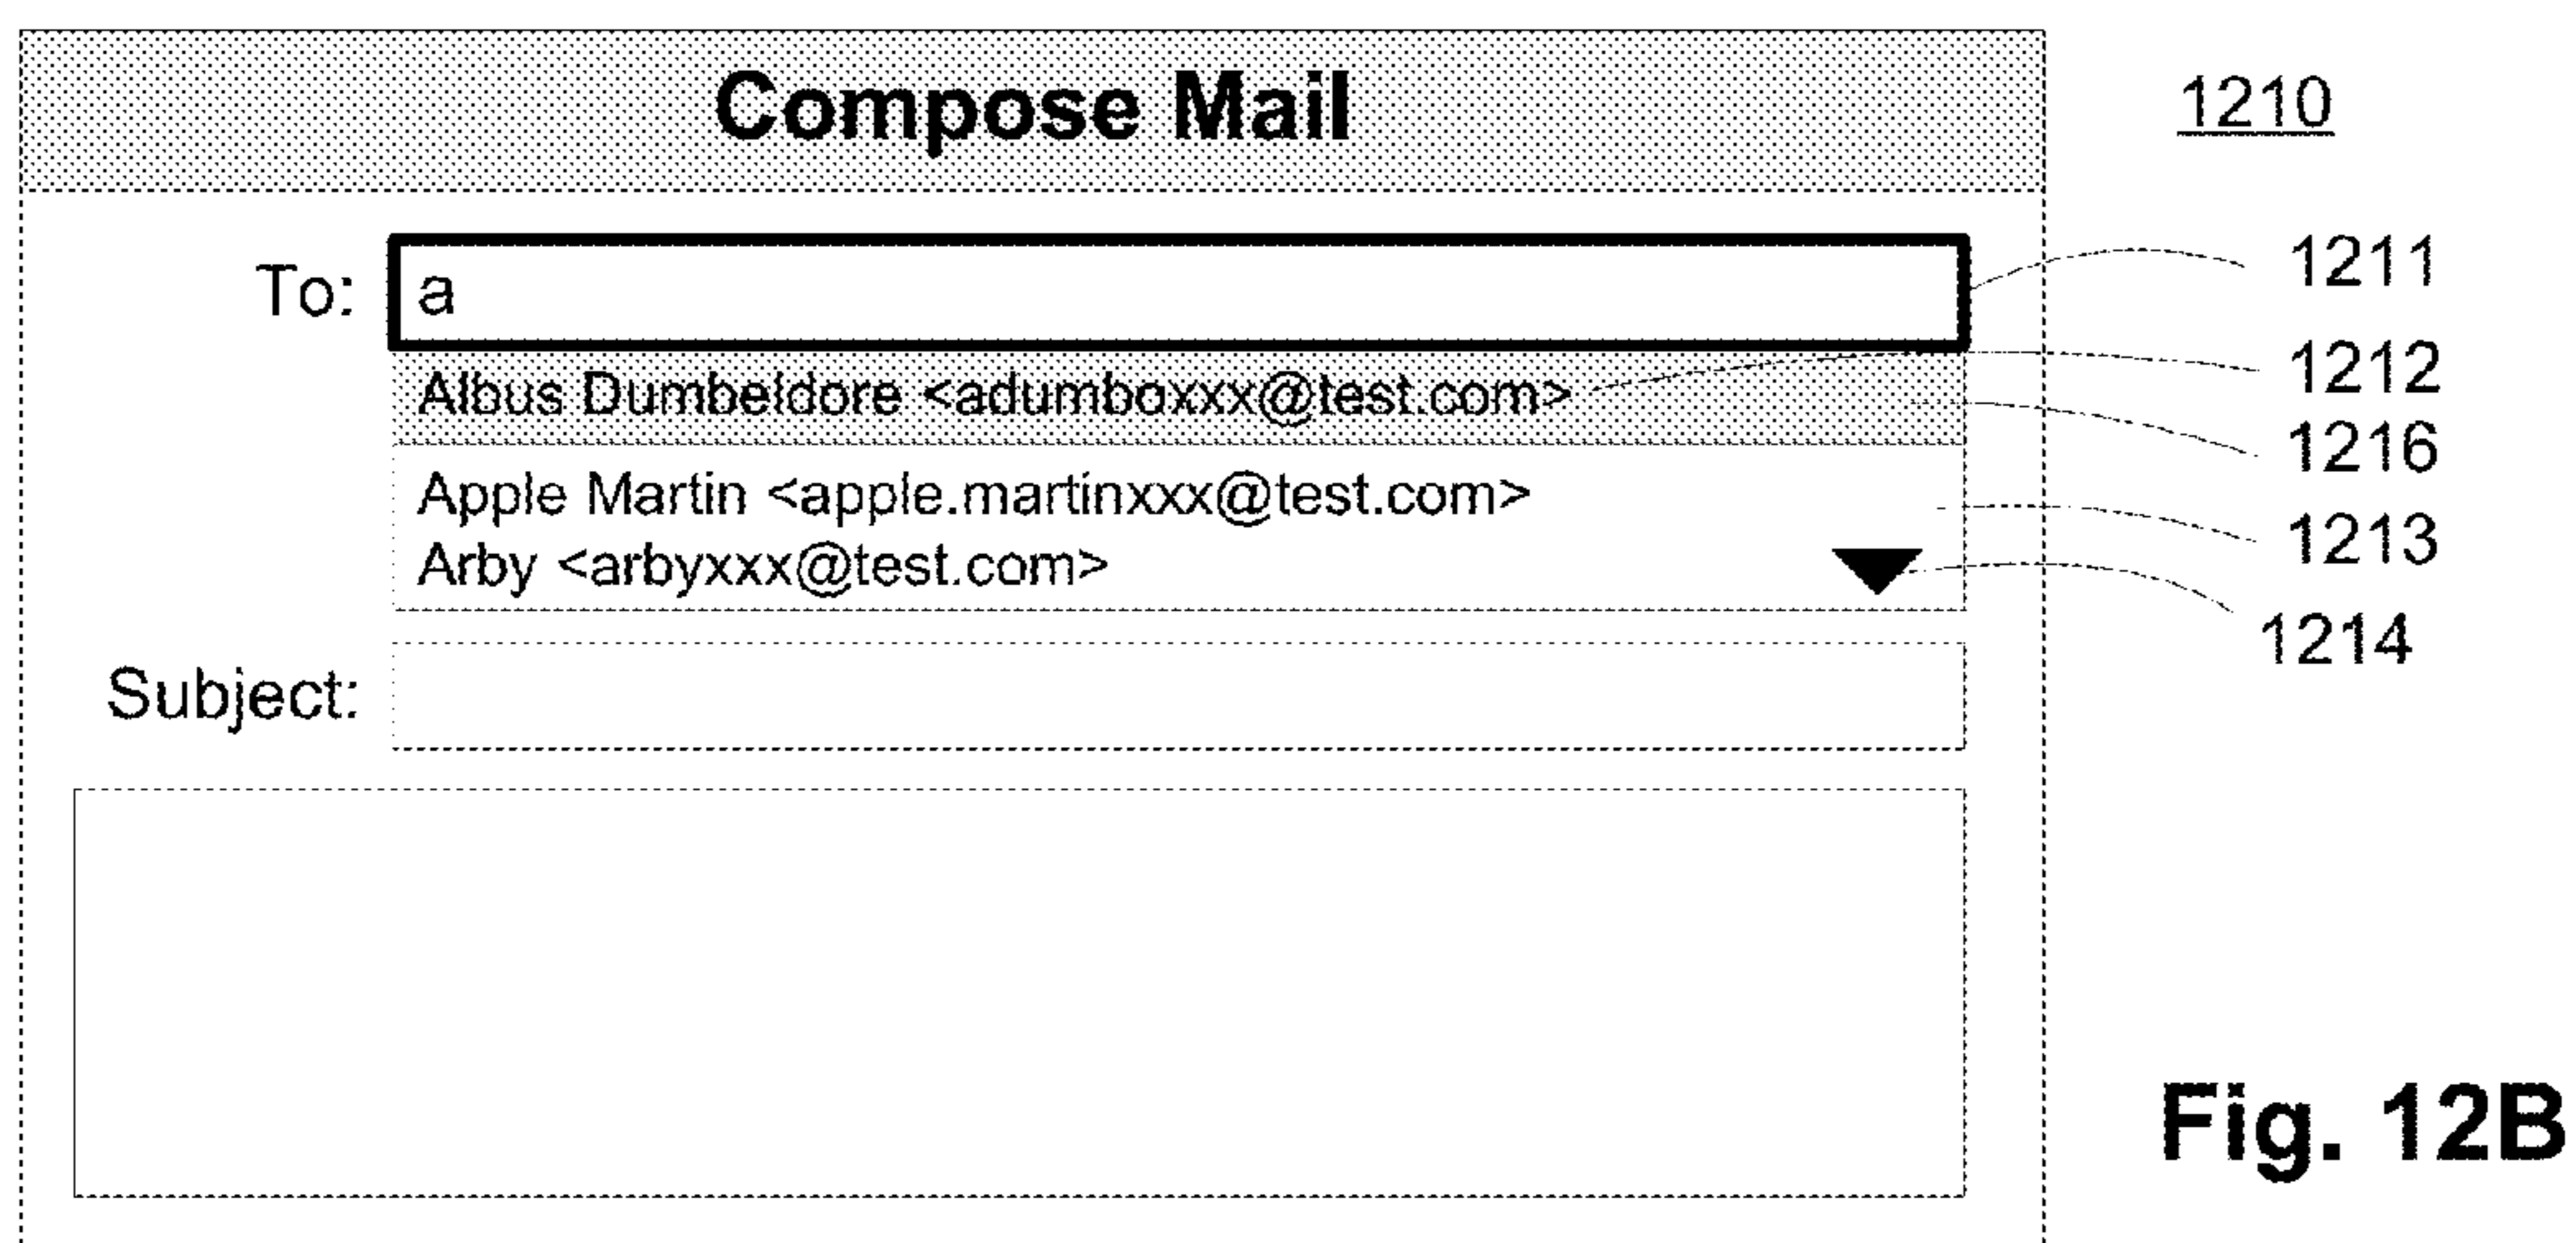 Compose Mail
1210
To: a
1211
Albus Dumbeldore <adumboxxx@test.com>
1212
1216
Apple Martin <apple.martinxxx@test.com>
1213
Arby <arbyxxx@test.com>
1214
Subject:
Fig. 12B